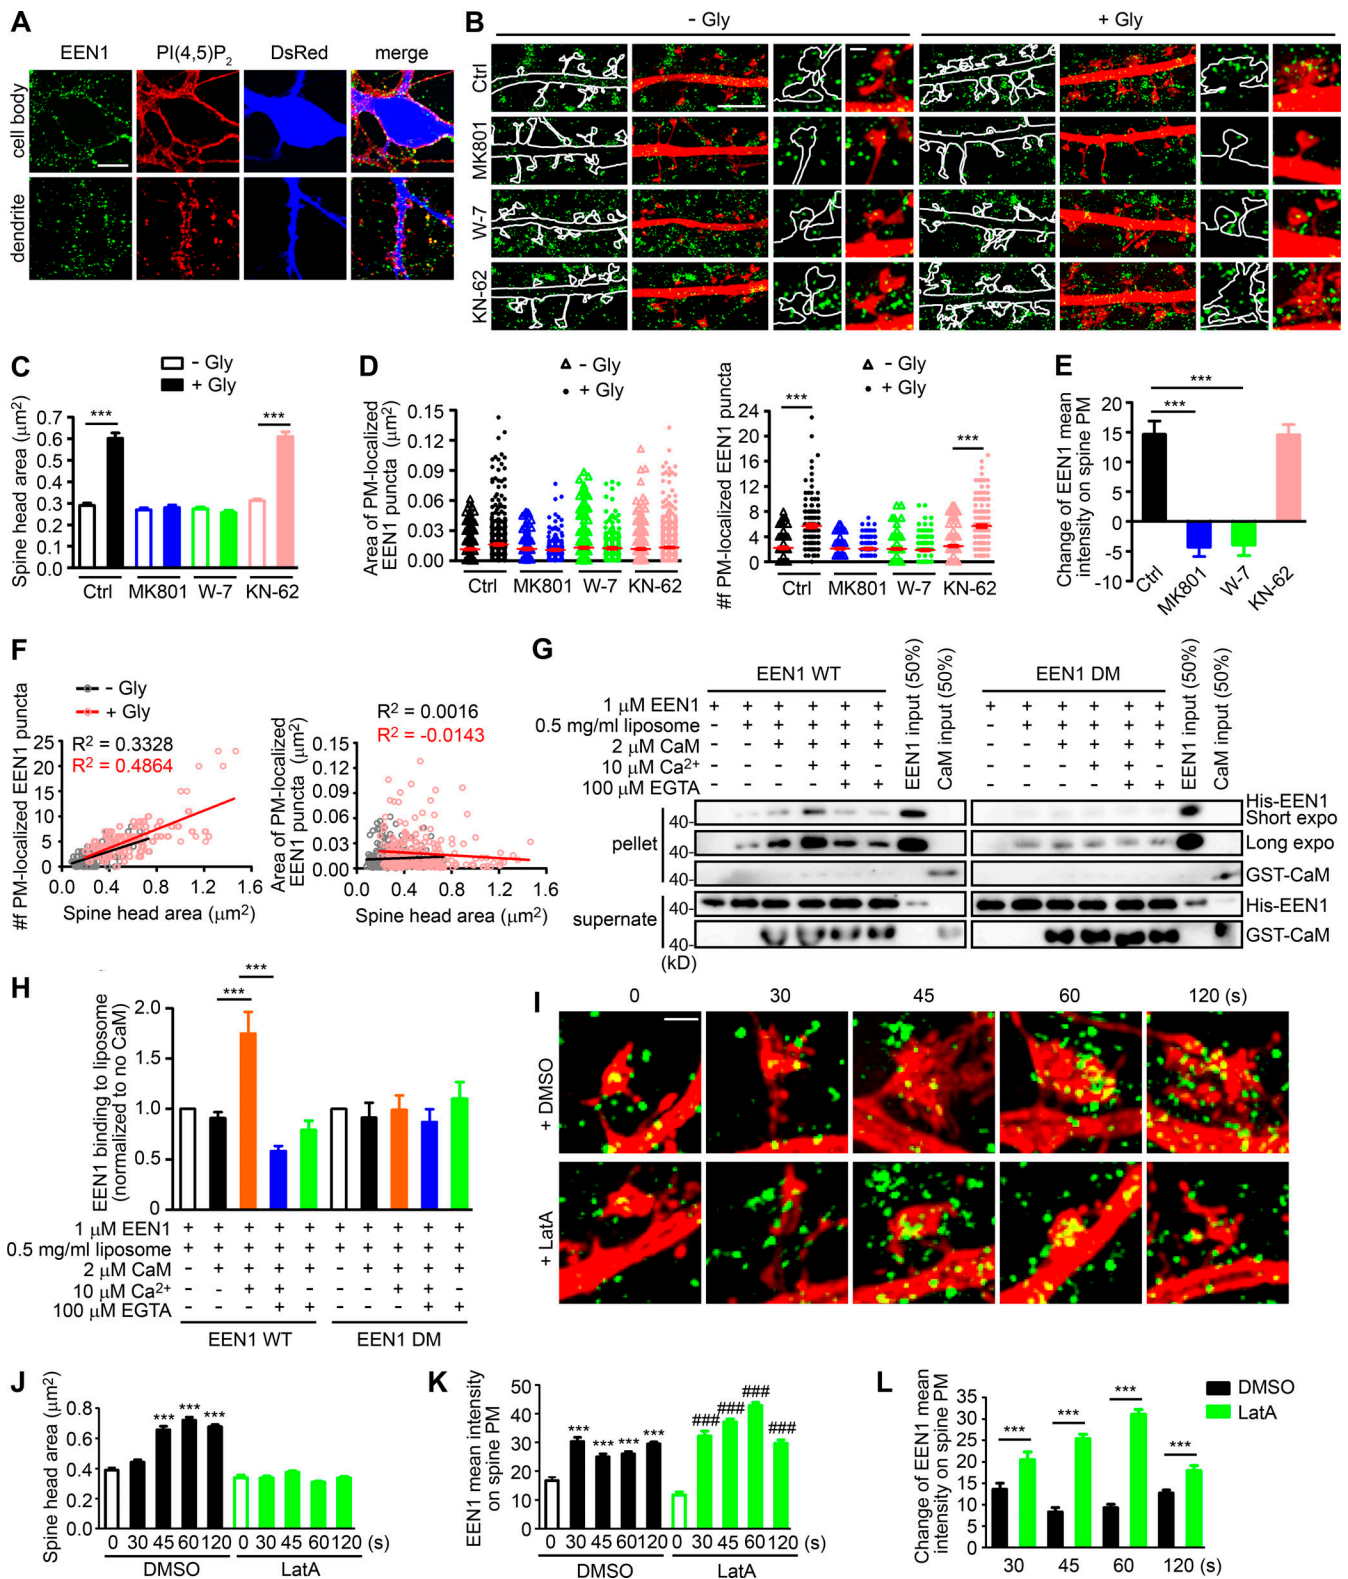 A
EEN1 PI(4,5)P2 DsRed merge
cell body
dendrite
B
- Gly + Gly
Ctrl
MK801
W-7
KN-62
C
- Gly
+ Gly
Spine head area (μm²)
0.7
0.6
0.5
0.4
0.3
0.2
0.1
0.0
*** ***
Ctrl MK801 W-7 KN-62
D
- Gly
+ Gly
Area of PM-localized
EEN1 puncta (μm²)
0.15
0.12
0.09
0.06
0.03
0.00
Ctrl MK801 W-7 KN-62
- Gly
+ Gly
#f PM-localized EEN1 puncta
24
20
16
12
8
4
0
*** ***
Ctrl MK801 W-7 KN-62
E
Change of EEN1 mean
intensity on spine PM
20
15
10
5
0
-5
-10
***
***
Ctrl MK801 W-7 KN-62
F
- Gly
+ Gly
#f PM-localized EEN1 puncta
R² = 0.3328
R² = 0.4864
25
20
15
10
5
0
0.0 0.4 0.8 1.2 1.6
Spine head area (μm²)
Area of PM-localized
EEN1 puncta (μm²)
R² = 0.0016
R² = -0.0143
0.15
0.12
0.09
0.06
0.03
0.00
0.0 0.4 0.8 1.2 1.6
Spine head area (μm²)
G
EEN1 WT EEN1 input (50%) CaM input (50%) EEN1 DM EEN1 input (50%) CaM input (50%)
1 μM EEN1 + + + + + + + + + + + +
0.5 mg/ml liposome - + + + + + - + + + + +
2 μM CaM - - + + + + - - + + + +
10 μM Ca²⁺ - - - + + - - - - + + -
100 μM EGTA - - - - + + - - - - + +
pellet
40- His-EEN1
Short expo
40- Long expo
40- GST-CaM
supernate
40- His-EEN1
40- GST-CaM
(kD)
H
EEN1 binding to liposome
(normalized to no CaM)
2.0
1.5
1.0
0.5
0
*** ***
1 μM EEN1 + + + + + + + + + +
0.5 mg/ml liposome + + + + + + + + + +
2 μM CaM - + + + + - + + + +
10 μM Ca²⁺ - - + + - - - + + -
100 μM EGTA - - - + + - - - + +
EEN1 WT EEN1 DM
I
0 30 45 60 120 (s)
+ DMSO
+ LatA
J
Spine head area (μm²)
0.8
0.6
0.4
0.2
0.0
*** *** ***
0 30 45 60 120 0 30 45 60 120 (s)
DMSO LatA
K
EEN1 mean intensity
on spine PM
50
40
30
20
10
0
*** *** *** ***
### ### ### ###
0 30 45 60 120 0 30 45 60 120 (s)
DMSO LatA
L
Change of EEN1 mean
intensity on spine PM
DMSO
LatA
35
30
25
20
15
10
5
0
*** *** *** ***
30 45 60 120 (s)